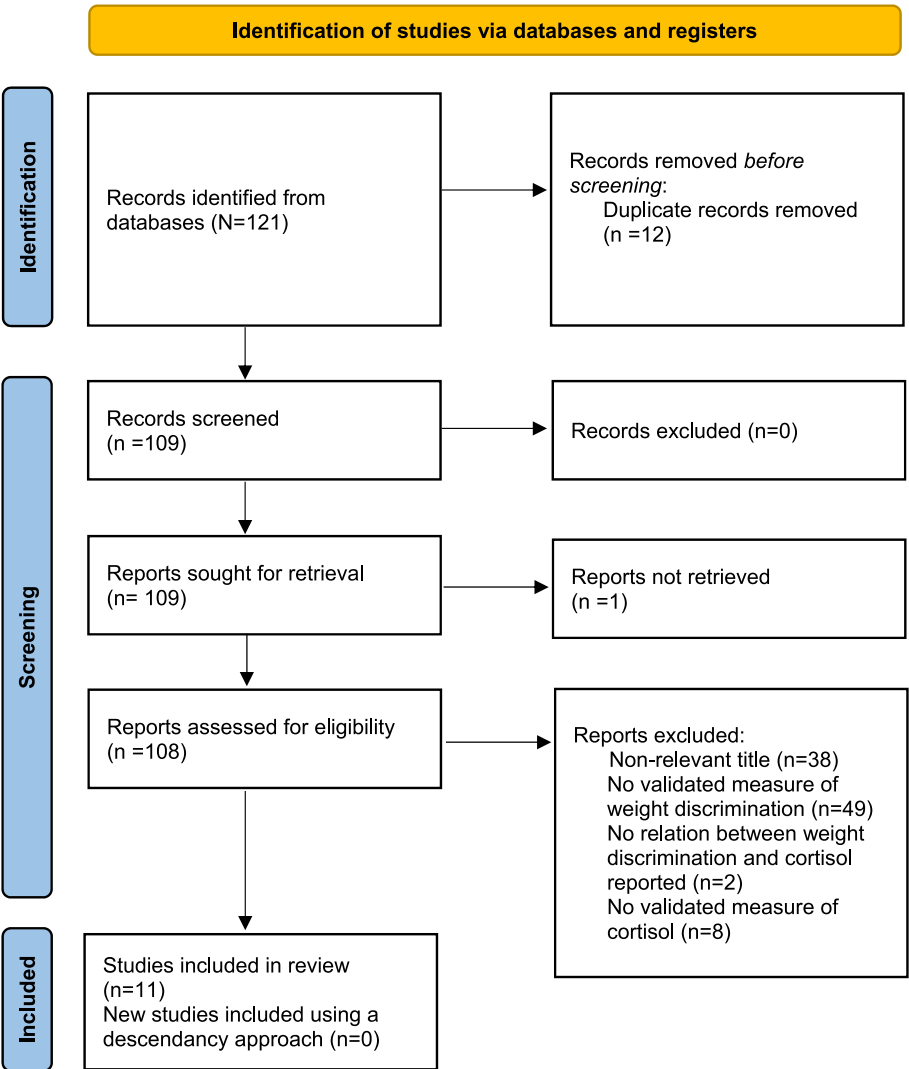 Identification of studies via databases and registers
Identification
Records identified from
databases (N=121)
Records removed before
screening:
Duplicate records removed
(n =12)
Screening
Records screened
(n =109)
Records excluded (n=0)
Reports sought for retrieval
(n= 109)
Reports not retrieved
(n =1)
Reports assessed for eligibility
(n =108)
Reports excluded:
Non-relevant title (n=38)
No validated measure of
weight discrimination (n=49)
No relation between weight
discrimination and cortisol
reported (n=2)
No validated measure of
cortisol (n=8)
Included
Studies included in review
(n=11)
New studies included using a
descendancy approach (n=0)